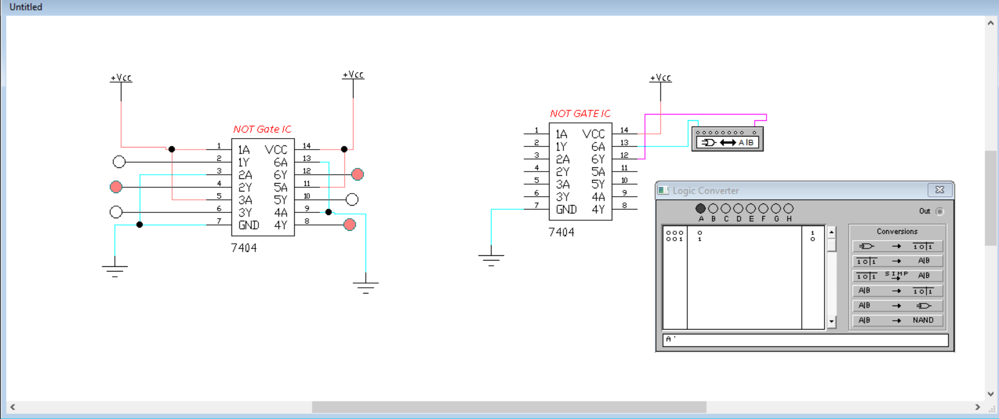 Untitled
+Vcc
+Vcc
NOT Gate IC
1 1A VCC 14
2 1Y 6A 13
3 2A 6Y 12
4 2Y 5A 11
5 3A 5Y 10
6 3Y 4A 9
7 GND 4Y 8
7404
+Vcc
NOT GATE IC
1 1A VCC 14
2 1Y 6A 13
3 2A 6Y 12
4 2Y 5A 11
5 3A 5Y 10
6 3Y 4A 9
7 GND 4Y 8
7404
A|B
Logic Converter
A B C D E F G H
Out
000 0 1
001 1 0
Conversions
→ 1 0|1
1 0|1 → A|B
1 0|1 SIMP → A|B
A|B → 1 0|1
A|B →
A|B → NAND
A'